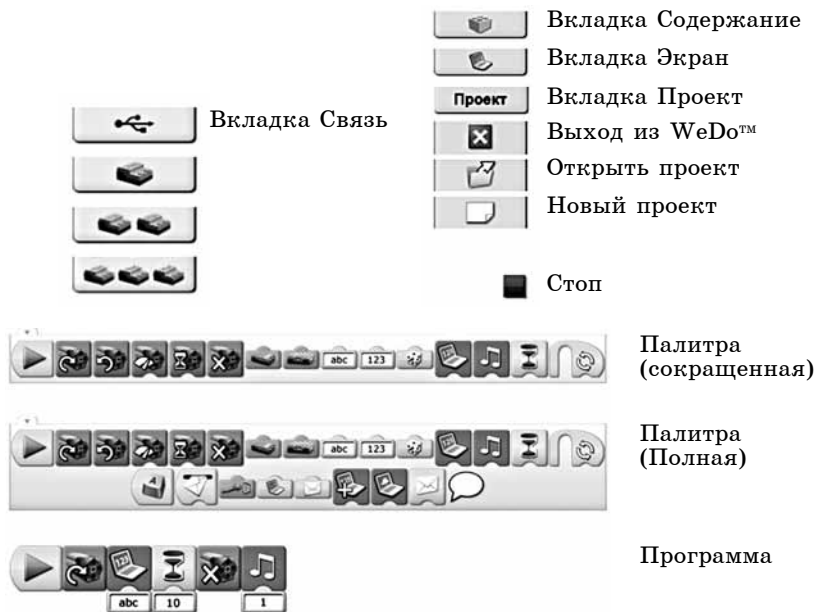 Вкладка Содержание
Вкладка Экран
Проект Вкладка Проект
Вкладка Связь
Выход из WeDo™
Открыть проект
Новый проект
Стоп
abc 123
Палитра
(сокращенная)
abc 123
Палитра
(Полная)
A
123
Программа
abc 10 1